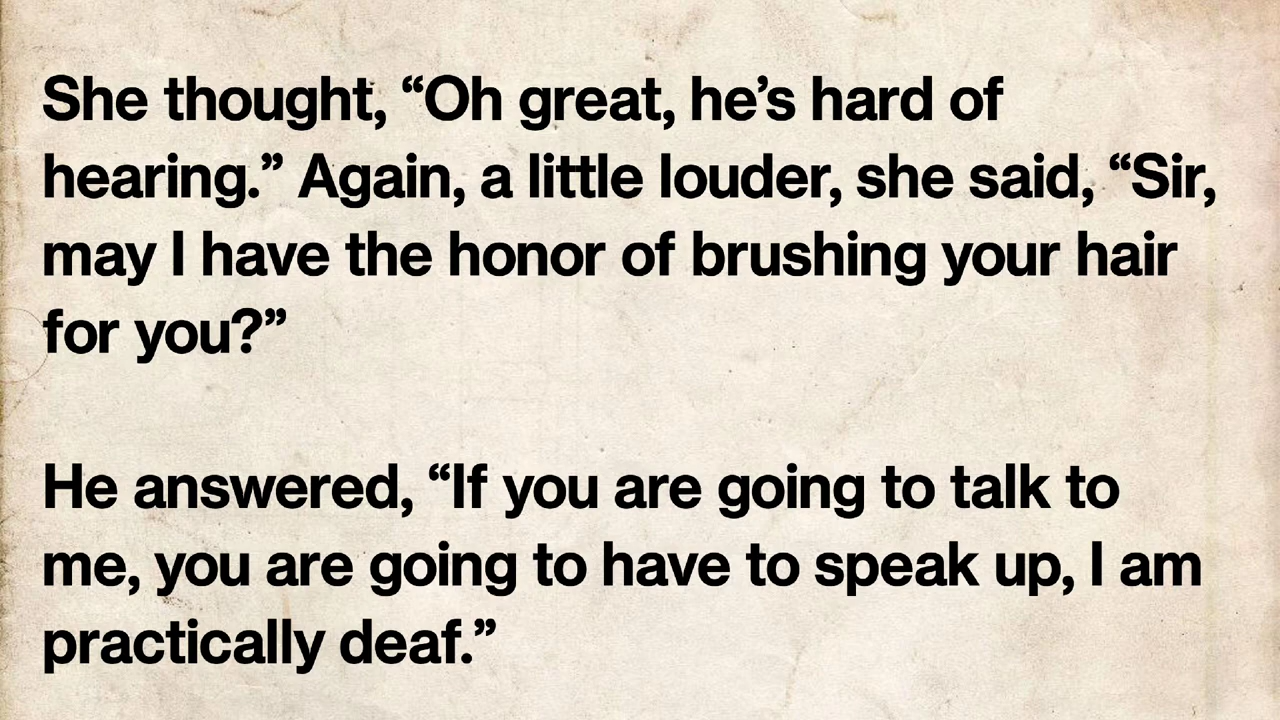 She thought, “Oh great, he’s hard of
hearing.” Again, a little louder, she said, “Sir,
may I have the honor of brushing your hair
for you?”
He answered, “If you are going to talk to
me, you are going to have to speak up, I am
practically deaf.”